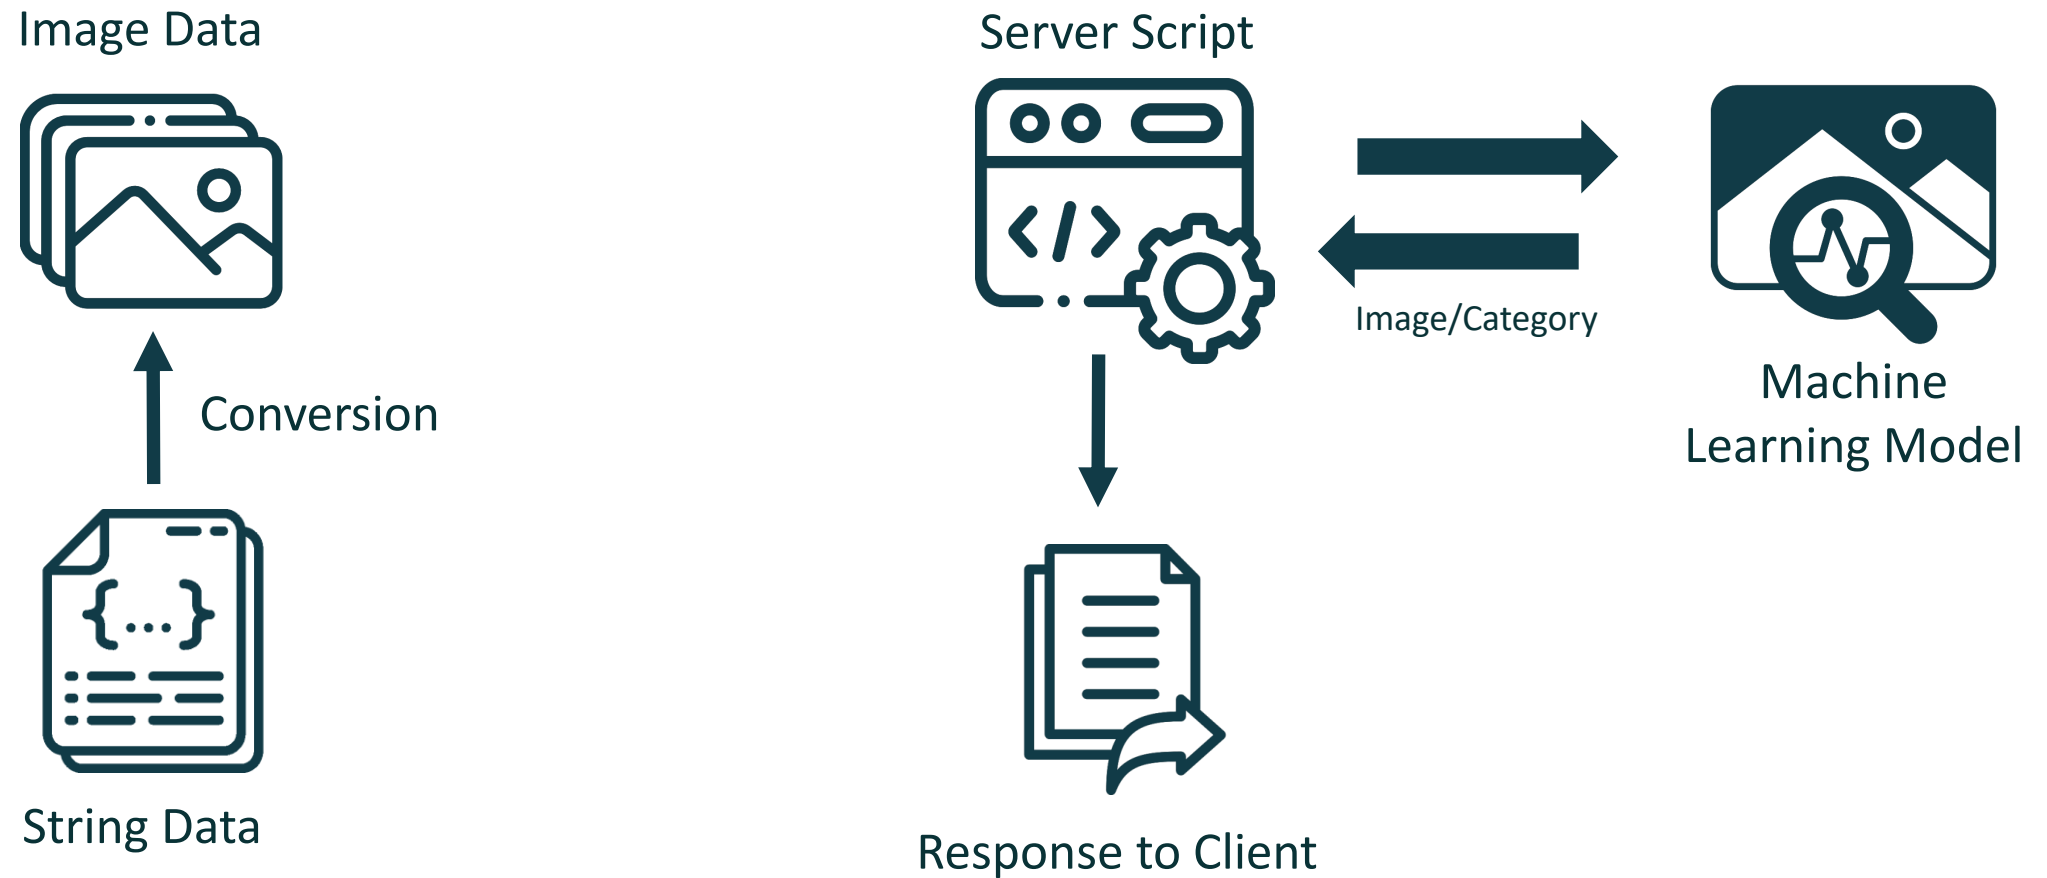 Image Data
Server Script
Image/Category
Machine
Learning Model
Conversion
String Data
Response to Client